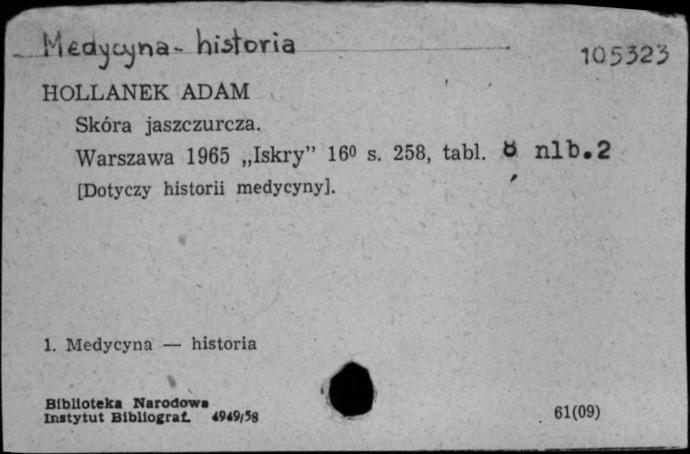 Medycyna - historia
105323
HOLLANEK ADAM
Skóra jaszczurcza.
Warszawa 1965 „Iskry” 16⁰ s. 258, tabl. 8 nlb. 2
[Dotyczy historii medycyny].
1. Medycyna — historia
Biblioteka Narodowa
Instytut Bibliograf. 4949/58
61(09)